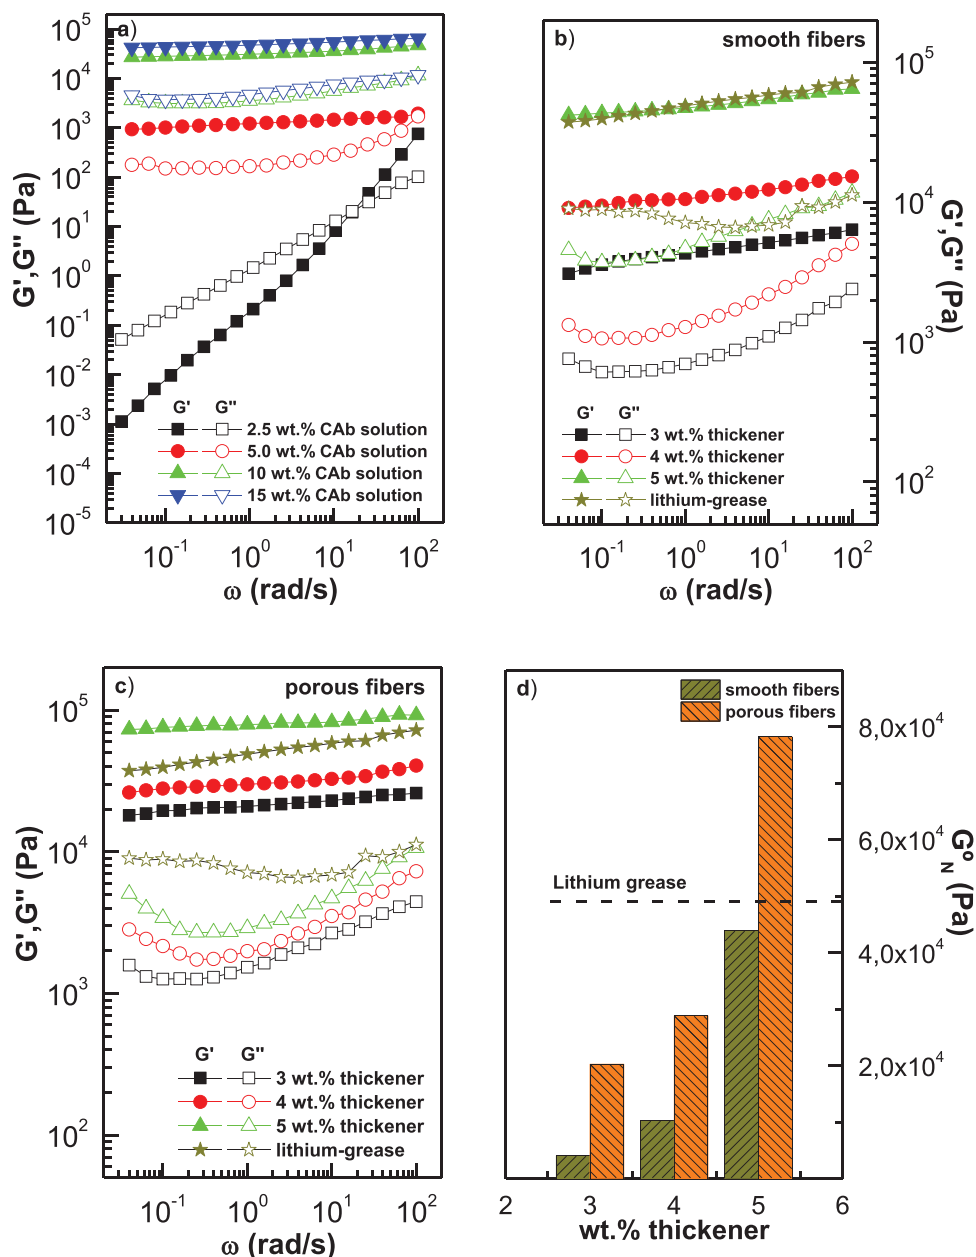 a)
10^5
10^4
10^3
10^2
10^1
10^0
10^-1
10^-2
10^-3
10^-4
10^-5
G',G'' (Pa)
G' G''
2.5 wt.% CAb solution
5.0 wt.% CAb solution
10 wt.% CAb solution
15 wt.% CAb solution
10^-1 10^0 10^1 10^2
ω (rad/s)
b) smooth fibers
10^5
10^4
10^3
10^2
G',G'' (Pa)
G' G''
3 wt.% thickener
4 wt.% thickener
5 wt.% thickener
lithium-grease
10^-1 10^0 10^1 10^2
ω (rad/s)
c) porous fibers
10^5
10^4
10^3
10^2
G',G'' (Pa)
G' G''
3 wt.% thickener
4 wt.% thickener
5 wt.% thickener
lithium-grease
10^-1 10^0 10^1 10^2
ω (rad/s)
d)
smooth fibers
porous fibers
Lithium grease
8,0x10^4
6,0x10^4
4,0x10^4
2,0x10^4
G^o_N (Pa)
2 3 4 5 6
wt.% thickener